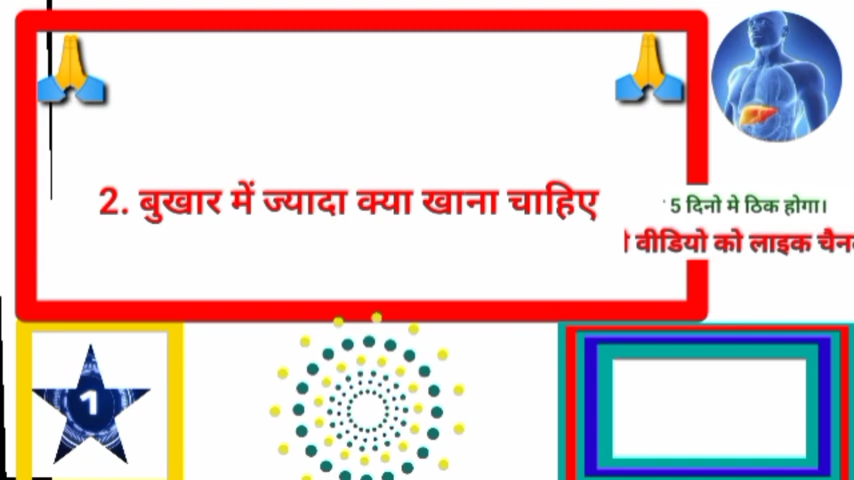 2. बुखार में ज्यादा क्या खाना चाहिए
5 दिनो मे ठिक होगा।
वीडियो को लाइक
1